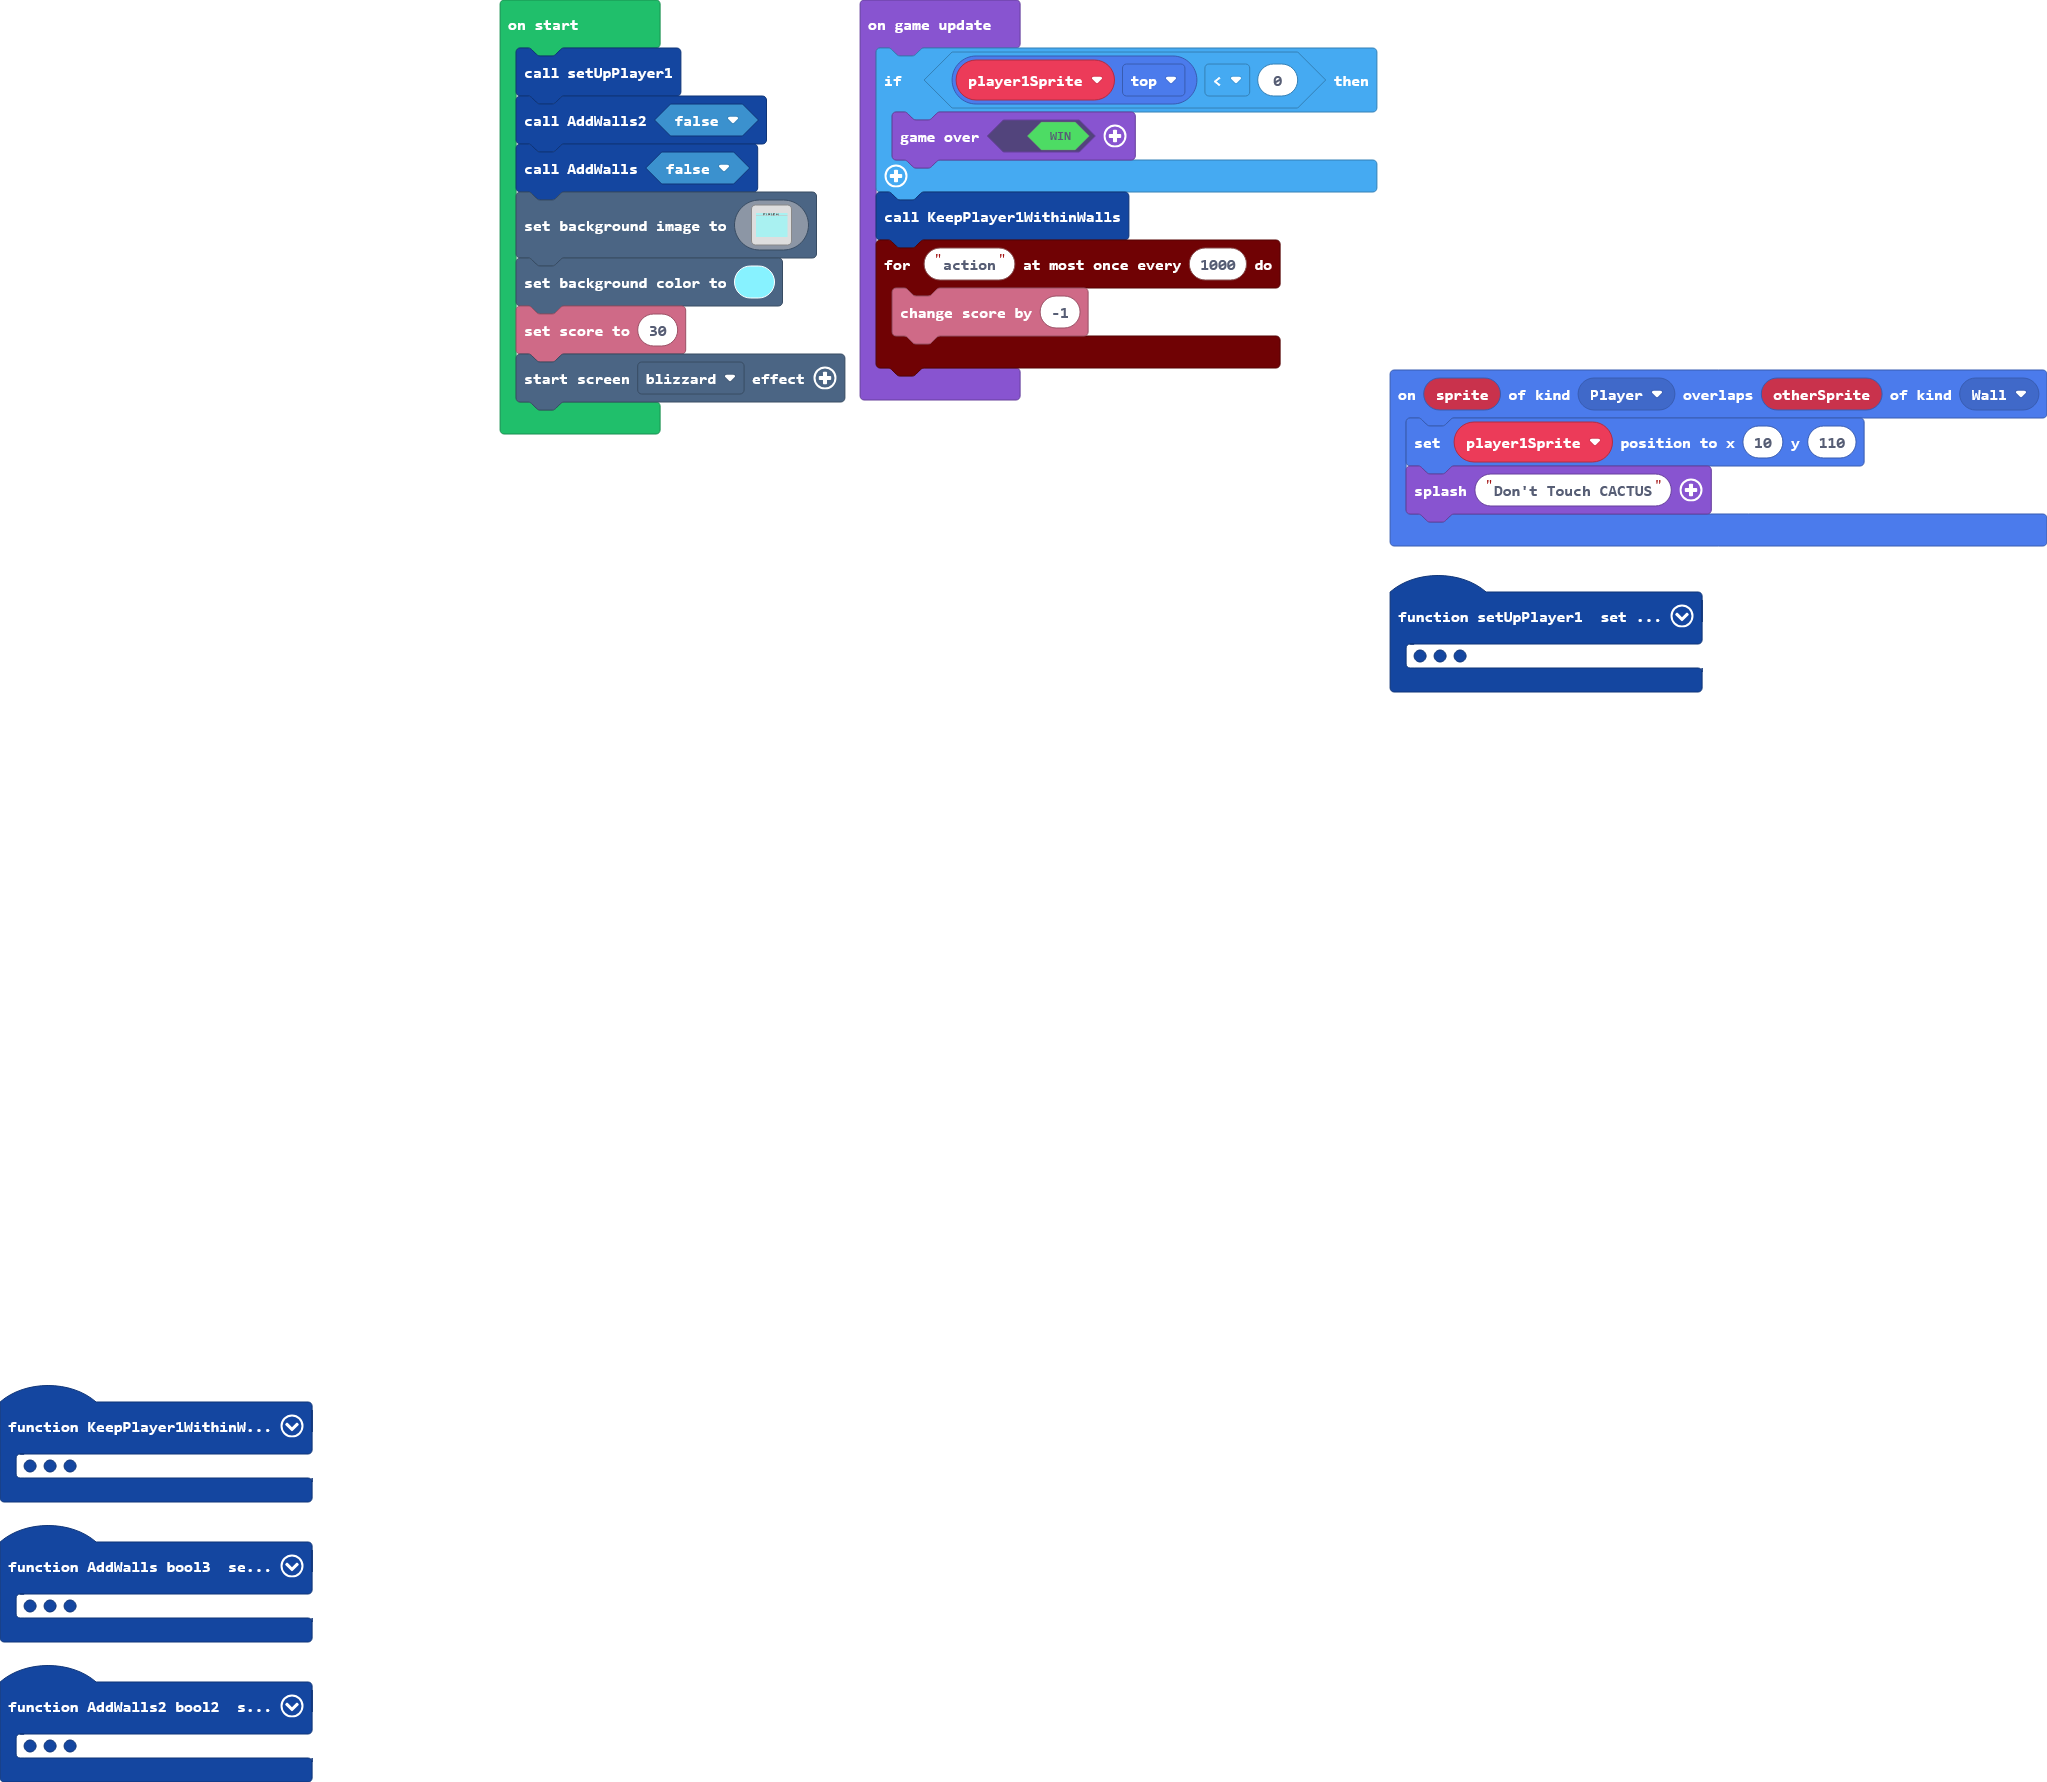 on start
call setUpPlayer1
call AddWalls2 false
call AddWalls false
set background image to
set background color to
set score to 30
start screen blizzard effect
on game update
if player1Sprite top < 0 then
game over WIN
call KeepPlayer1WithinWalls
for "action" at most once every 1000 do
change score by -1
on sprite of kind Player overlaps otherSprite of kind Wall
set player1Sprite position to x 10 y 110
splash "Don't Touch CACTUS"
function setUpPlayer1 set ...
function KeepPlayer1WithinW...
function AddWalls bool3 se...
function AddWalls2 bool2 s...